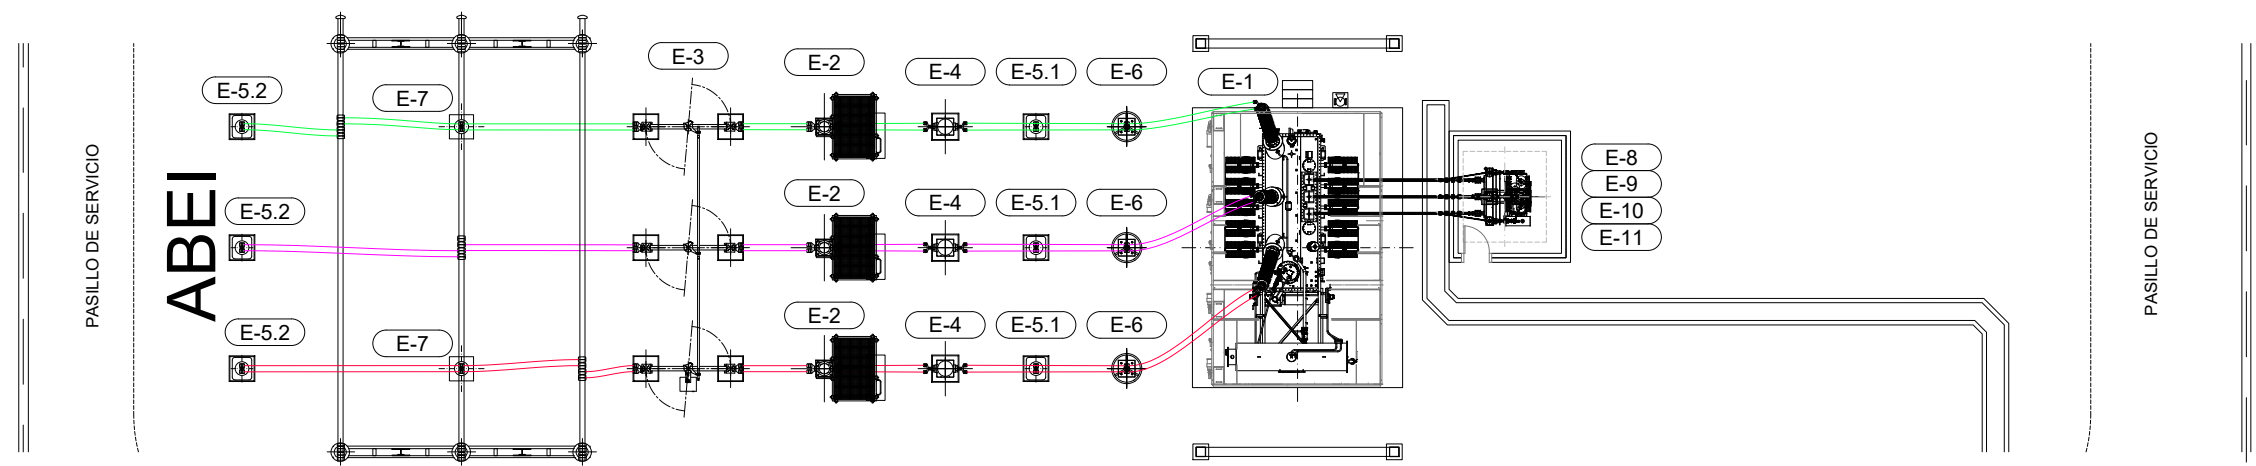 E-3
E-2
E-4
E-5.1
E-6
E-1
E-5.2
E-7
PASILLO DE SERVICIO
ABEI
E-5.2
E-2
E-4
E-5.1
E-6
E-8
E-9
E-10
E-11
PASILLO DE SERVICIO
E-5.2
E-7
E-2
E-4
E-5.1
E-6